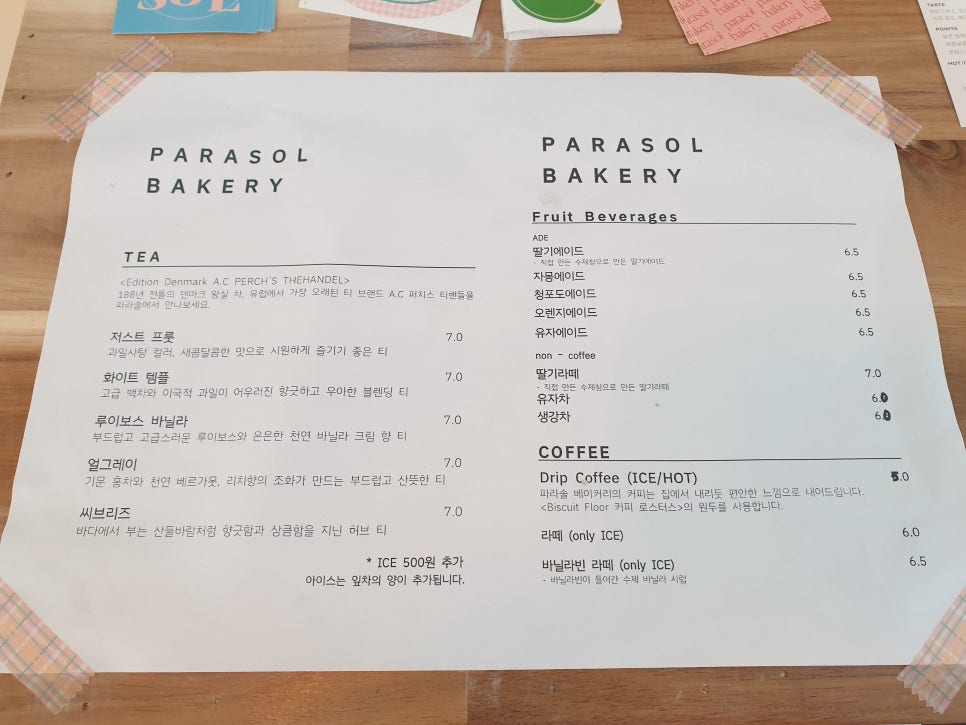 SOL
parasol
bakery
parasol
bakery
TASTE
POINTS
PARASOL
BAKERY
TEA
<Edition Denmark A.C PERCH'S THEHANDEL>
188년 전통의 덴마크 왕실 차, 유럽에서 가장 오래된 티 브랜드 A.C 퍼치스 티핸들을
파라솔에서 만나보세요.
저스트 프룻 7.0
과일사탕 컬러, 새콤달콤한 맛으로 시원하게 즐기기 좋은 티
화이트 템플 7.0
고급 백차와 이국적 과일이 어우러진 향긋하고 우아한 블렌딩 티
루이보스 바닐라 7.0
부드럽고 고급스러운 루이보스와 은은한 천연 바닐라 크림 향 티
얼그레이 7.0
기문 홍차와 천연 베르가못, 리치향의 조화가 만드는 부드럽고 산뜻한 티
씨브리즈 7.0
바다에서 부는 산들바람처럼 향긋함과 상큼함을 지닌 허브 티
* ICE 500원 추가
아이스는 잎차의 양이 추가됩니다.
PARASOL
BAKERY
Fruit Beverages
ADE
딸기에이드 6.5
- 직접 만든 수제청으로 만든 딸기에이드
자몽에이드 6.5
청포도에이드 6.5
오렌지에이드 6.5
유자에이드 6.5
non - coffee
딸기라떼 7.0
- 직접 만든 수제청으로 만든 딸기라떼
유자차 6.0
생강차 6.0
COFFEE
Drip Coffee (ICE/HOT) 5.0
파라솔 베이커리의 커피는 집에서 내리듯 편안한 느낌으로 내어드립니다.
<Biscuit Floor 커피 로스터스>의 원두를 사용합니다.
라떼 (only ICE) 6.0
바닐라빈 라떼 (only ICE) 6.5
- 바닐라빈이 들어간 수제 바닐라 시럽